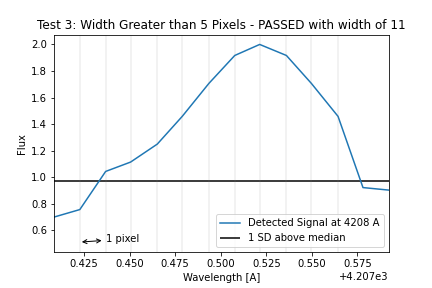 Test 3: Width Greater than 5 Pixels - PASSED with width of 11
2.0
1.8
1.6
1.4
1.2
1.0
0.8
0.6
Flux
1 pixel
Detected Signal at 4208 A
1 SD above median
0.425 0.450 0.475 0.500 0.525 0.550 0.575
Wavelength [A]
+4.207e3